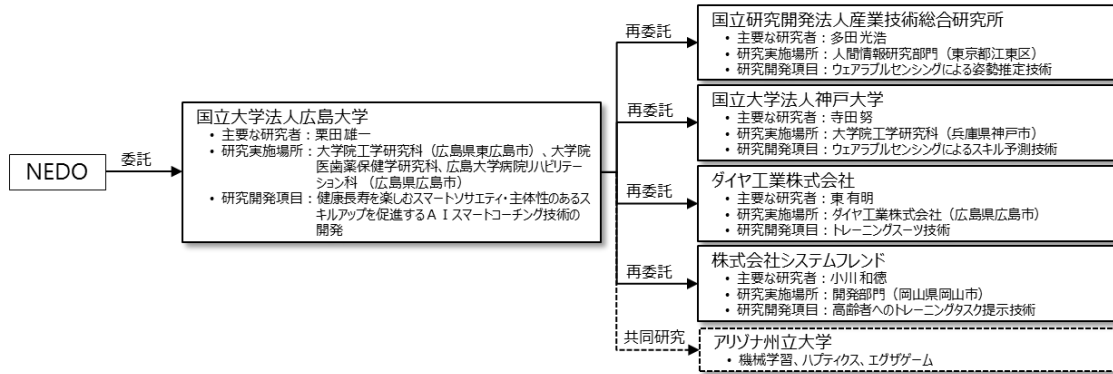 NEDO
委託
国立大学法人広島大学
• 主要な研究者：栗田 雄一
• 研究実施場所：大学院工学研究科（広島県東広島市）、大学院
医歯薬保健学研究科、広島大学病院リハビリテー
ション科 （広島県広島市）
• 研究開発項目：健康長寿を楽しむスマートソサエティ・主体性のあるス
キルアップを促進するＡＩスマートコーチング技術の
開発
再委託
国立研究開発法人産業技術総合研究所
• 主要な研究者：多田 光浩
• 研究実施場所：人間情報研究部門（東京都江東区）
• 研究開発項目：ウェアラブルセンシングによる姿勢推定技術
再委託
国立大学法人神戸大学
• 主要な研究者：寺田 努
• 研究実施場所：大学院工学研究科（兵庫県神戸市）
• 研究開発項目：ウェアラブルセンシングによるスキル予測技術
再委託
ダイヤ工業株式会社
• 主要な研究者：東 有明
• 研究実施場所：ダイヤ工業株式会社（広島県広島市）
• 研究開発項目：トレーニングスーツ技術
再委託
株式会社システムフレンド
• 主要な研究者：小川 和徳
• 研究実施場所：開発部門（岡山県岡山市）
• 研究開発項目：高齢者へのトレーニングタスク提示技術
共同研究
アリゾナ州立大学
• 機械学習、ハプティクス、エグザゲーム